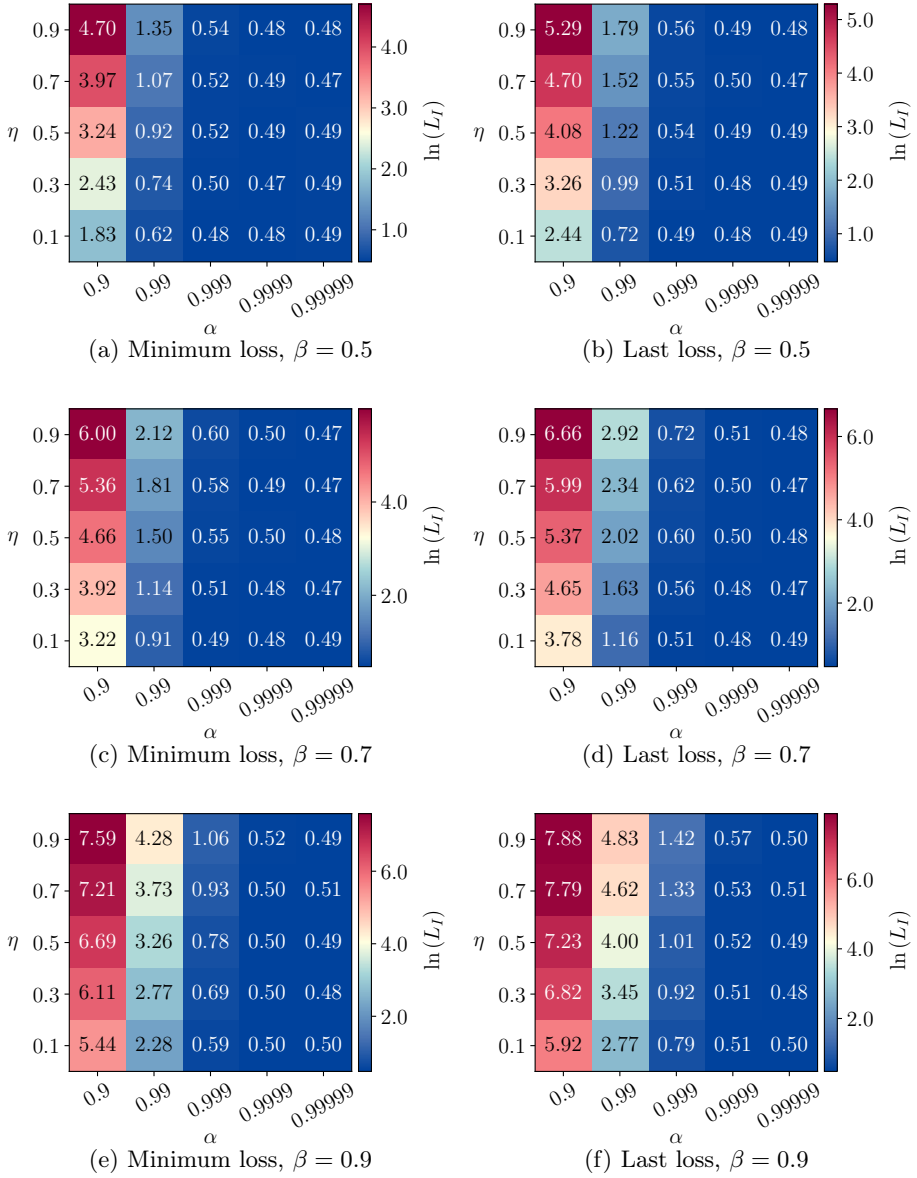 0.9 4.70 1.35 0.54 0.48 0.48
0.7 3.97 1.07 0.52 0.49 0.47
η 0.5 3.24 0.92 0.52 0.49 0.49
0.3 2.43 0.74 0.50 0.47 0.49
0.1 1.83 0.62 0.48 0.48 0.49
0.9 0.99 0.999 0.9999 0.99999
α
4.0
3.0
2.0
1.0
ln (L_I)
(a) Minimum loss, β = 0.5
0.9 5.29 1.79 0.56 0.49 0.48
0.7 4.70 1.52 0.55 0.50 0.47
η 0.5 4.08 1.22 0.54 0.49 0.49
0.3 3.26 0.99 0.51 0.48 0.49
0.1 2.44 0.72 0.49 0.48 0.49
0.9 0.99 0.999 0.9999 0.99999
α
5.0
4.0
3.0
2.0
1.0
ln (L_I)
(b) Last loss, β = 0.5
0.9 6.00 2.12 0.60 0.50 0.47
0.7 5.36 1.81 0.58 0.49 0.47
η 0.5 4.66 1.50 0.55 0.50 0.48
0.3 3.92 1.14 0.51 0.48 0.47
0.1 3.22 0.91 0.49 0.48 0.49
0.9 0.99 0.999 0.9999 0.99999
α
4.0
2.0
ln (L_I)
(c) Minimum loss, β = 0.7
0.9 6.66 2.92 0.72 0.51 0.48
0.7 5.99 2.34 0.62 0.50 0.47
η 0.5 5.37 2.02 0.60 0.50 0.48
0.3 4.65 1.63 0.56 0.48 0.47
0.1 3.78 1.16 0.51 0.48 0.49
0.9 0.99 0.999 0.9999 0.99999
α
6.0
4.0
2.0
ln (L_I)
(d) Last loss, β = 0.7
0.9 7.59 4.28 1.06 0.52 0.49
0.7 7.21 3.73 0.93 0.50 0.51
η 0.5 6.69 3.26 0.78 0.50 0.49
0.3 6.11 2.77 0.69 0.50 0.48
0.1 5.44 2.28 0.59 0.50 0.50
0.9 0.99 0.999 0.9999 0.99999
α
6.0
4.0
2.0
ln (L_I)
(e) Minimum loss, β = 0.9
0.9 7.88 4.83 1.42 0.57 0.50
0.7 7.79 4.62 1.33 0.53 0.51
η 0.5 7.23 4.00 1.01 0.52 0.49
0.3 6.82 3.45 0.92 0.51 0.48
0.1 5.92 2.77 0.79 0.51 0.50
0.9 0.99 0.999 0.9999 0.99999
α
6.0
4.0
2.0
ln (L_I)
(f) Last loss, β = 0.9